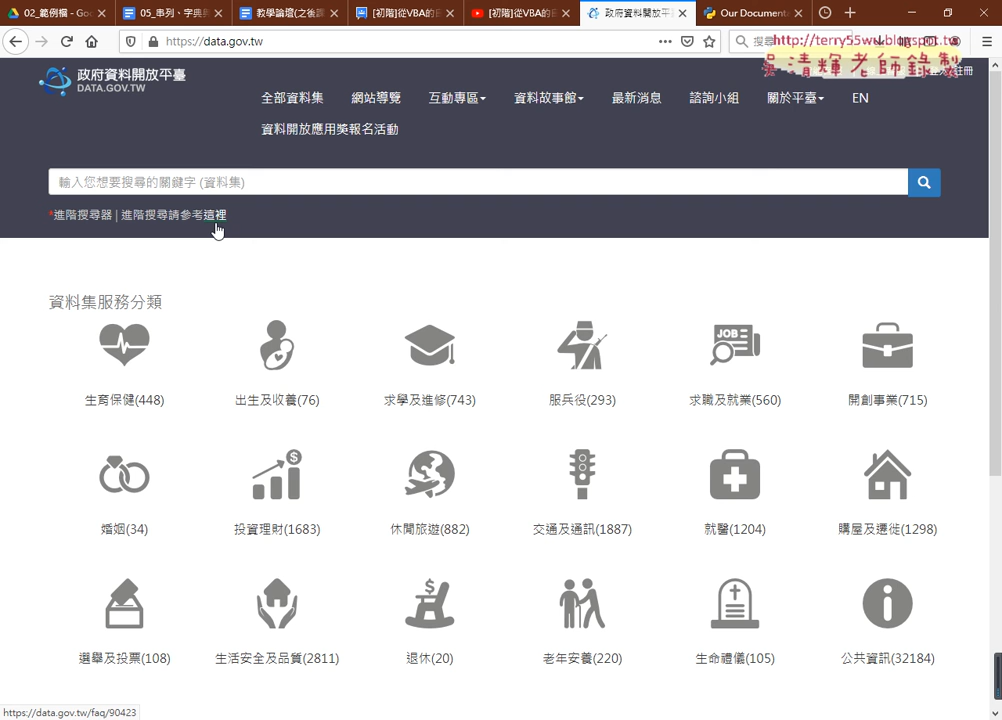 02_範例檔 - Goo
05_串列、字典與
教學論壇(之後課
[初階]從VBA的
[初階]從VBA的
政府資料開放平
Our Documenta
https://data.gov.tw
搜尋
http://terry55wu.blogspot.tw
吳清輝老師錄製
註冊
政府資料開放平臺
DATA.GOV.TW
全部資料集 網站導覽 互動專區 資料故事館 最新消息 諮詢小組 關於平臺 EN
資料開放應用獎報名活動
輸入您想要搜尋的關鍵字 (資料集)
*進階搜尋器 | 進階搜尋請參考這裡
資料集服務分類
生育保健(448) 出生及收養(76) 求學及進修(743) 服兵役(293) JOB 求職及就業(560) 開創事業(715)
婚姻(34) 投資理財(1683) 休閒旅遊(882) 交通及通訊(1887) 就醫(1204) 購屋及遷徙(1298)
選舉及投票(108) 生活安全及品質(2811) 退休(20) 老年安養(220) 生命禮儀(105) 公共資訊(32184)
https://data.gov.tw/faq/90423